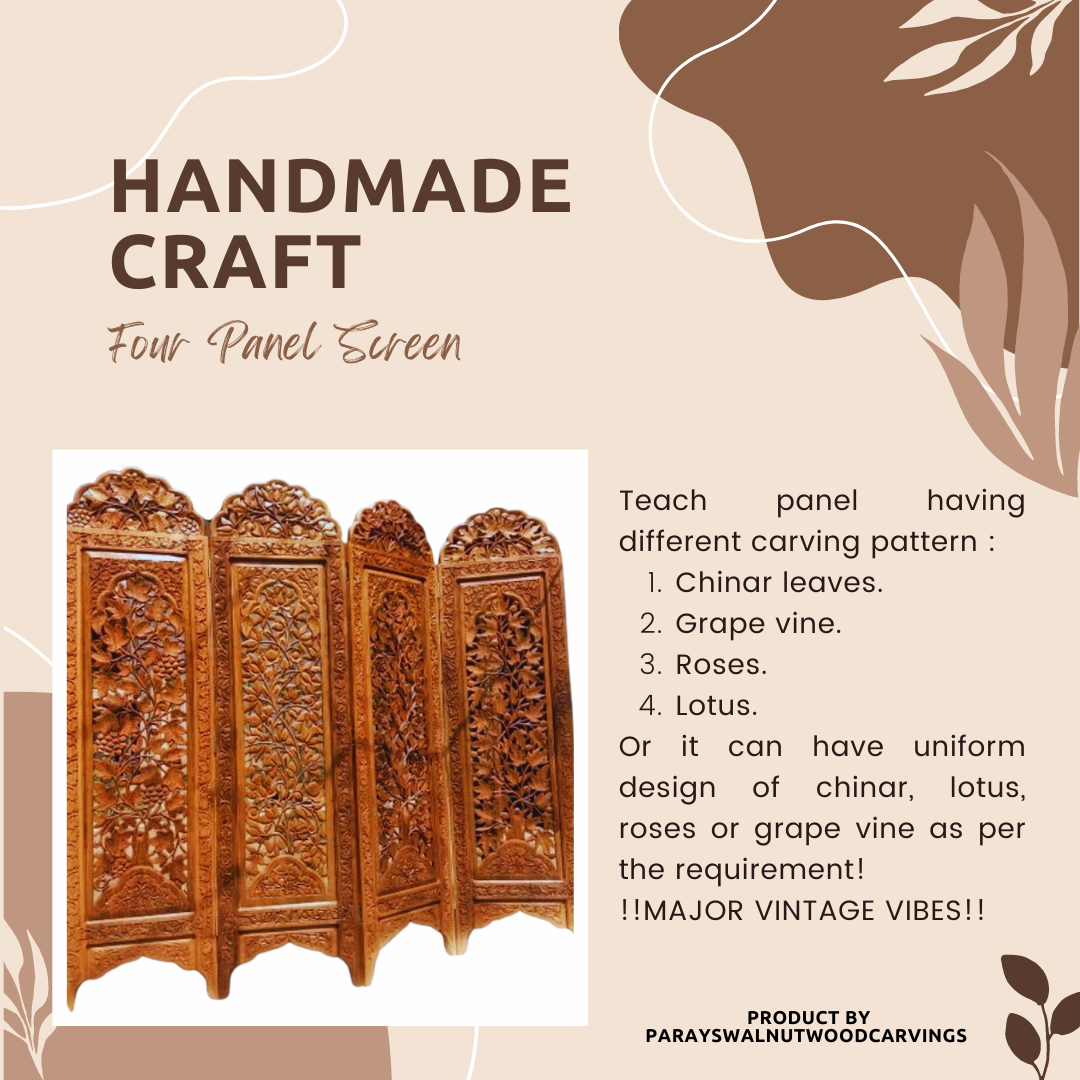 HANDMADE
CRAFT
Four Panel Screen
Teach panel having
different carving pattern :
1. Chinar leaves.
2. Grape vine.
3. Roses.
4. Lotus.
Or it can have uniform
design of chinar, lotus,
roses or grape vine as per
the requirement!
!!MAJOR VINTAGE VIBES!!
PRODUCT BY
PARAYSWALNUTWOODCARVINGS